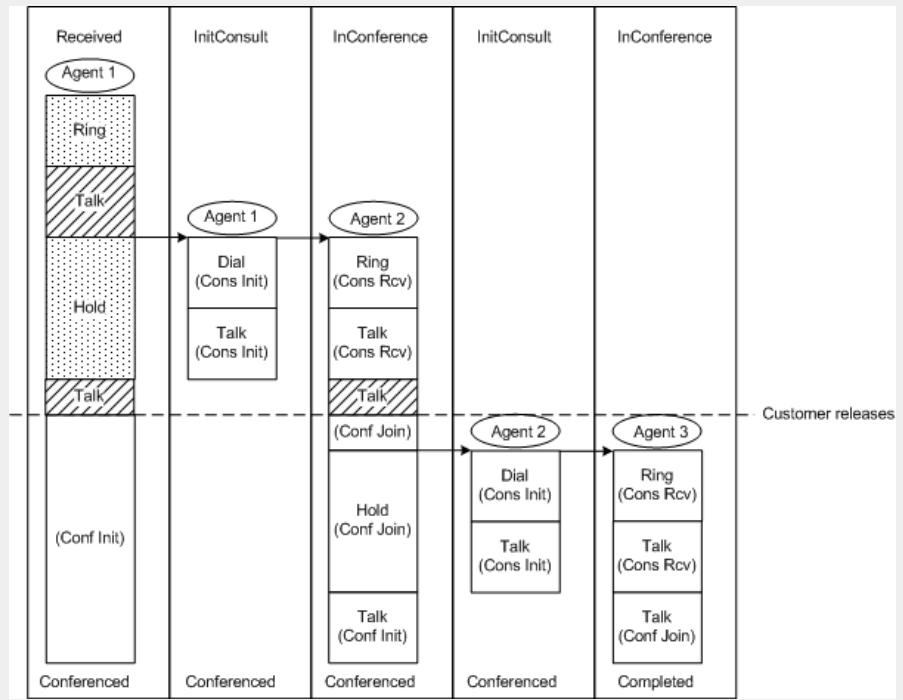 Received
InitConsult
InConference
InitConsult
InConference
Agent 1
Ring
Talk
Hold
Talk
(Conf Init)
Agent 1
Dial
(Cons Init)
Talk
(Cons Init)
Agent 2
Ring
(Cons Rcv)
Talk
(Cons Rcv)
Talk
(Conf Join)
Hold
(Conf Join)
Talk
(Conf Init)
Agent 2
Dial
(Cons Init)
Talk
(Cons Init)
Agent 3
Ring
(Cons Rcv)
Talk
(Cons Rcv)
Talk
(Conf Join)
Customer releases
Conferenced
Conferenced
Conferenced
Conferenced
Completed